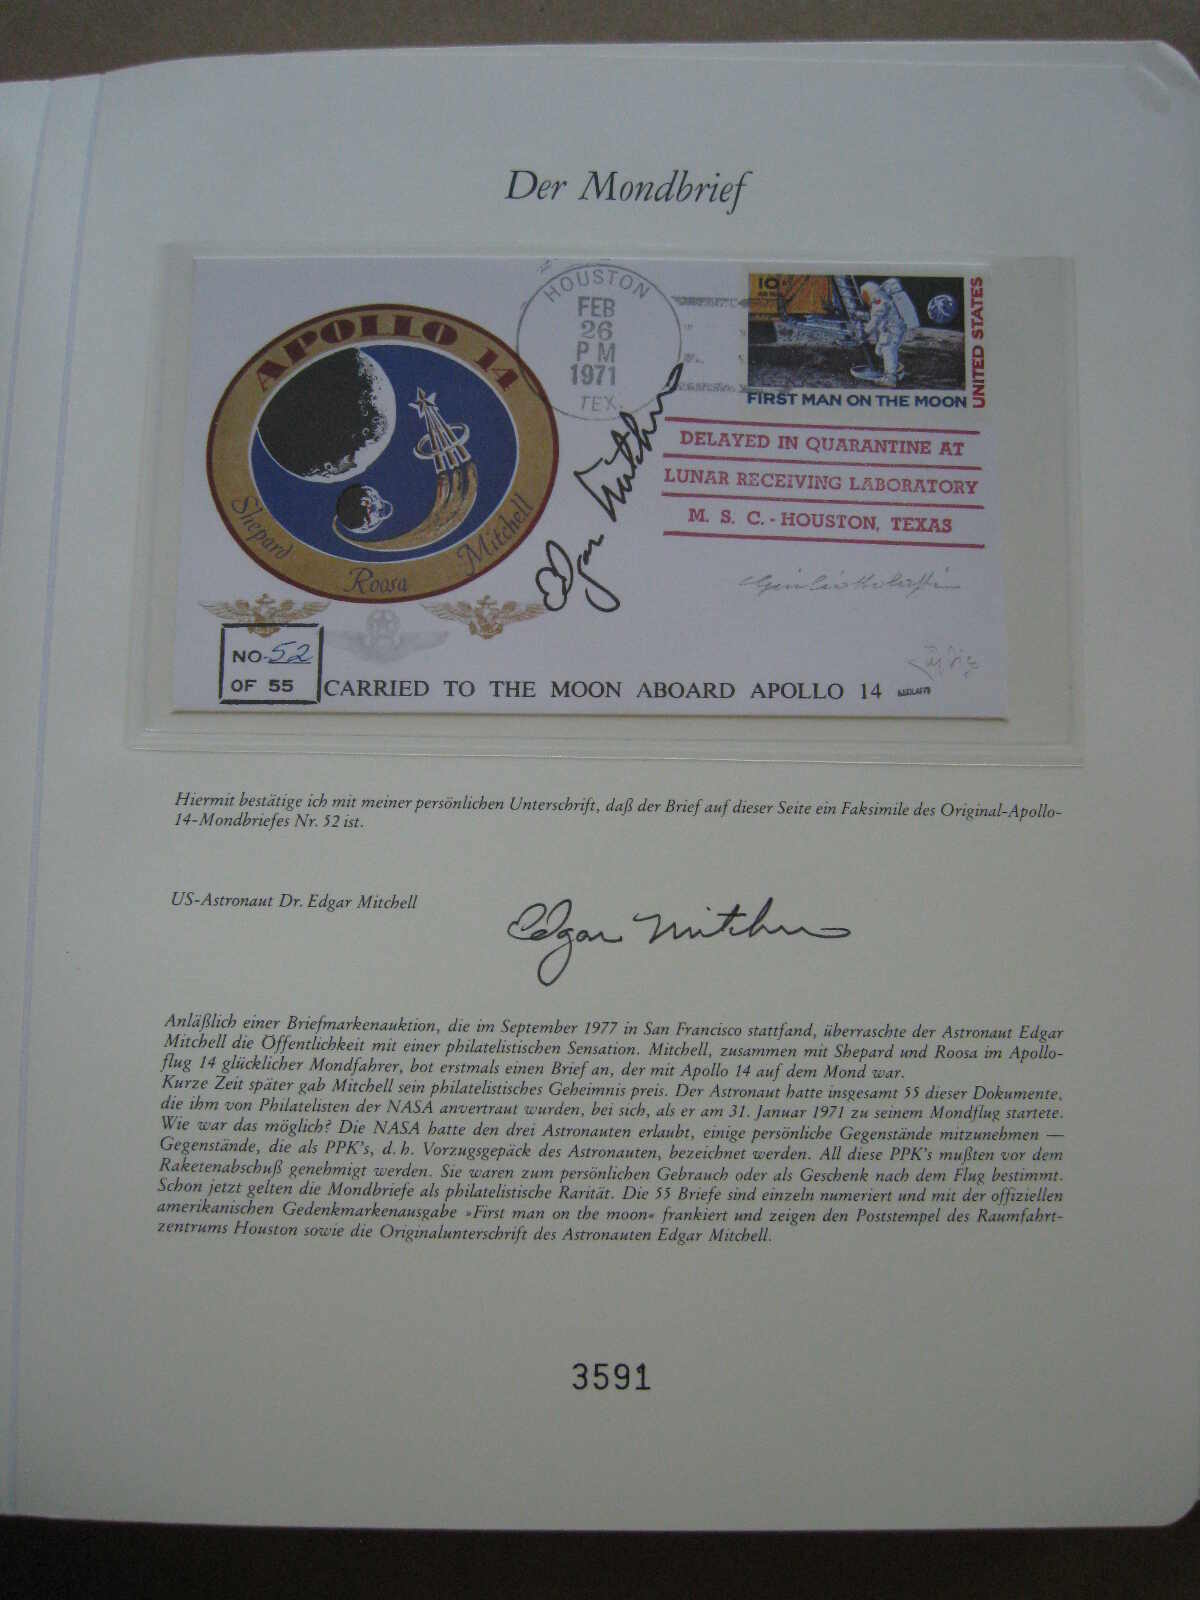 Der Mondbrief
APOLLO 14
Shepard
Roosa
Mitchell
HOUSTON
FEB
26
PM
1971
TEX.
10¢
UNITED STATES
FIRST MAN ON THE MOON
Edgar Mitchell
DELAYED IN QUARANTINE AT
LUNAR RECEIVING LABORATORY
M. S. C. - HOUSTON, TEXAS
NO. 52
OF 55
CARRIED TO THE MOON ABOARD APOLLO 14
Hiermit bestätige ich mit meiner persönlichen Unterschrift, daß der Brief auf dieser Seite ein Faksimile des Original-Apollo-
14-Mondbriefes Nr. 52 ist.
US-Astronaut Dr. Edgar Mitchell
Edgar Mitchell
Anläßlich einer Briefmarkenauktion, die im September 1977 in San Francisco stattfand, überraschte der Astronaut Edgar
Mitchell die Öffentlichkeit mit einer philatelistischen Sensation. Mitchell, zusammen mit Shepard und Roosa im Apollo-
flug 14 glücklicher Mondfahrer, bot erstmals einen Brief an, der mit Apollo 14 auf dem Mond war.
Kurze Zeit später gab Mitchell sein philatelistisches Geheimnis preis. Der Astronaut hatte insgesamt 55 dieser Dokumente,
die ihm von Philatelisten der NASA anvertraut wurden, bei sich, als er am 31. Januar 1971 zu seinem Mondflug startete.
Wie war das möglich? Die NASA hatte den drei Astronauten erlaubt, einige persönliche Gegenstände mitzunehmen —
Gegenstände, die als PPK's, d. h. Vorzugsgepäck des Astronauten, bezeichnet werden. All diese PPK's mußten vor dem
Raketenabschuß genehmigt werden. Sie waren zum persönlichen Gebrauch oder als Geschenk nach dem Flug bestimmt.
Schon jetzt gelten die Mondbriefe als philatelistische Rarität. Die 55 Briefe sind einzeln numeriert und mit der offiziellen
amerikanischen Gedenkmarkenausgabe »First man on the moon« frankiert und zeigen den Poststempel des Raumfahrt-
zentrums Houston sowie die Originalunterschrift des Astronauten Edgar Mitchell.
3591